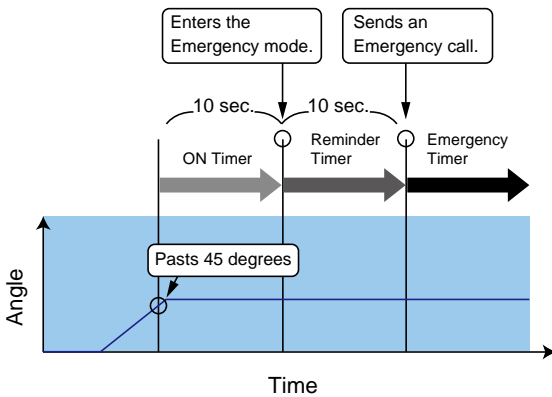 Enters the
Emergency mode.
Sends an
Emergency call.
10 sec.
10 sec.
ON Timer
Reminder
Timer
Emergency
Timer
Pasts 45 degrees
Angle
Time